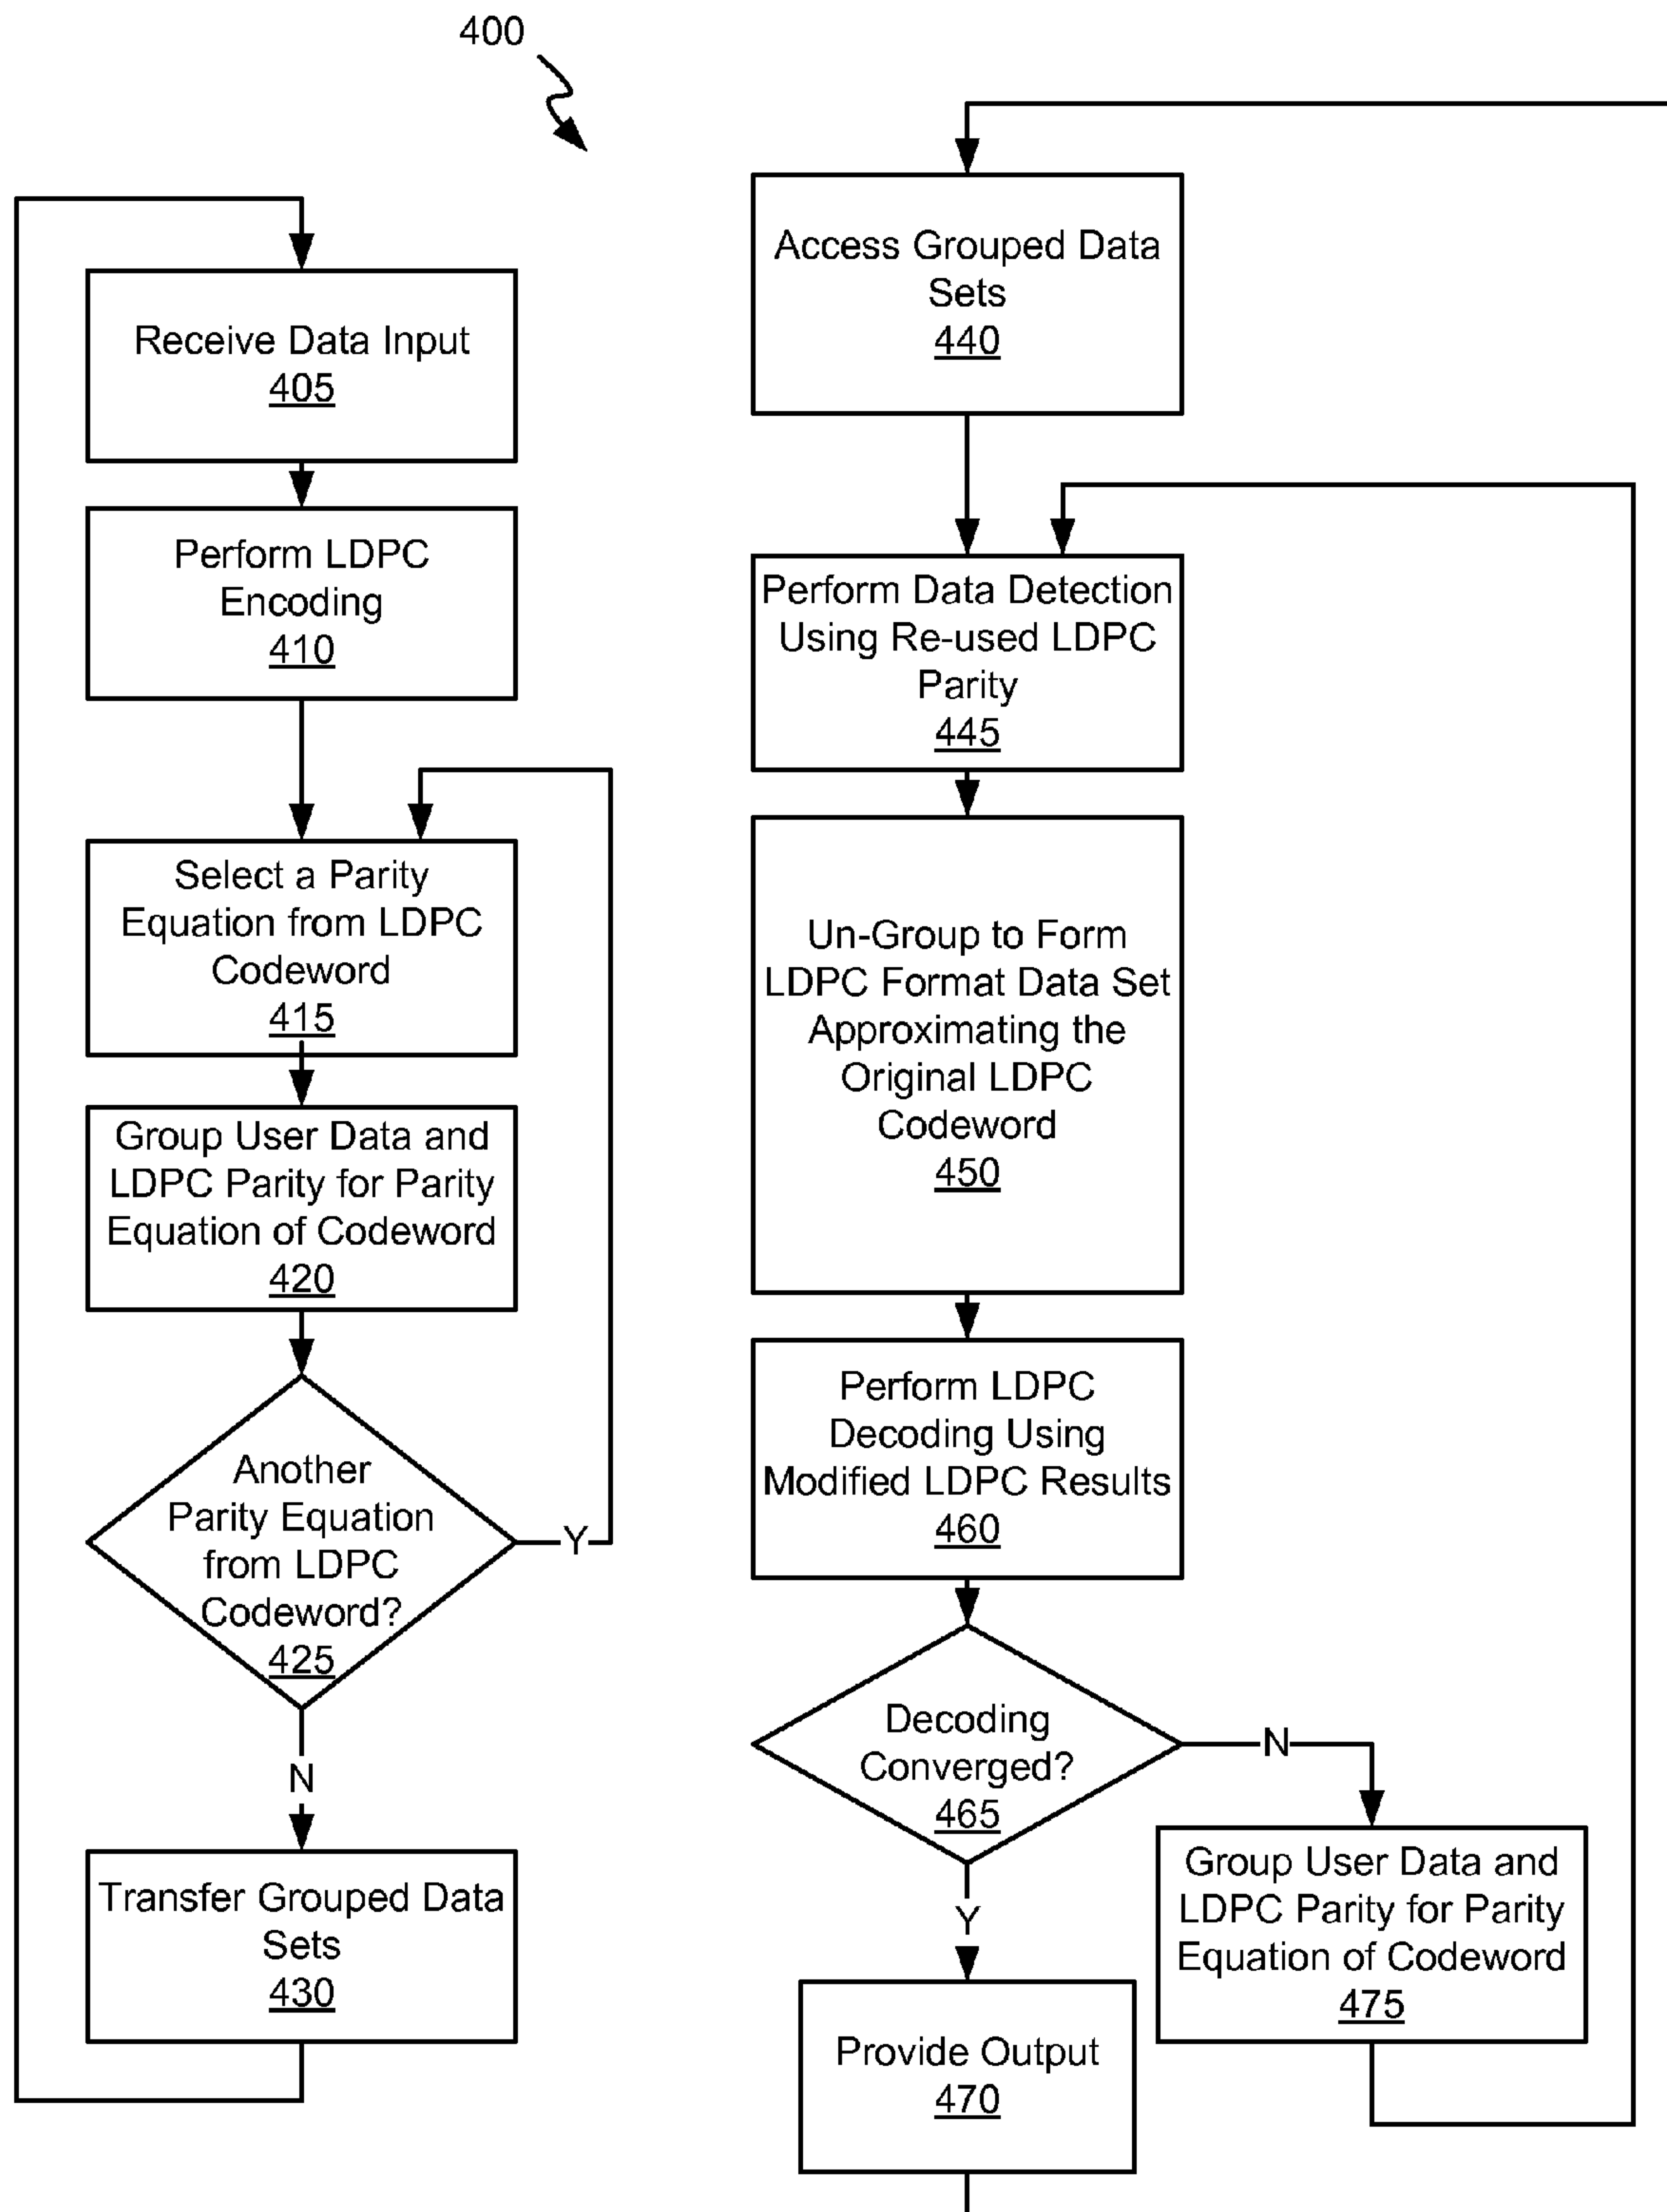 400
Receive Data Input
405
Perform LDPC
Encoding
410
Select a Parity
Equation from LDPC
Codeword
415
Group User Data and
LDPC Parity for Parity
Equation of Codeword
420
Another
Parity Equation
from LDPC
Codeword?
425
Y
N
Transfer Grouped Data
Sets
430
Access Grouped Data
Sets
440
Perform Data Detection
Using Re-used LDPC
Parity
445
Un-Group to Form
LDPC Format Data Set
Approximating the
Original LDPC
Codeword
450
Perform LDPC
Decoding Using
Modified LDPC Results
460
Decoding
Converged?
465
N
Y
Group User Data and
LDPC Parity for Parity
Equation of Codeword
475
Provide Output
470